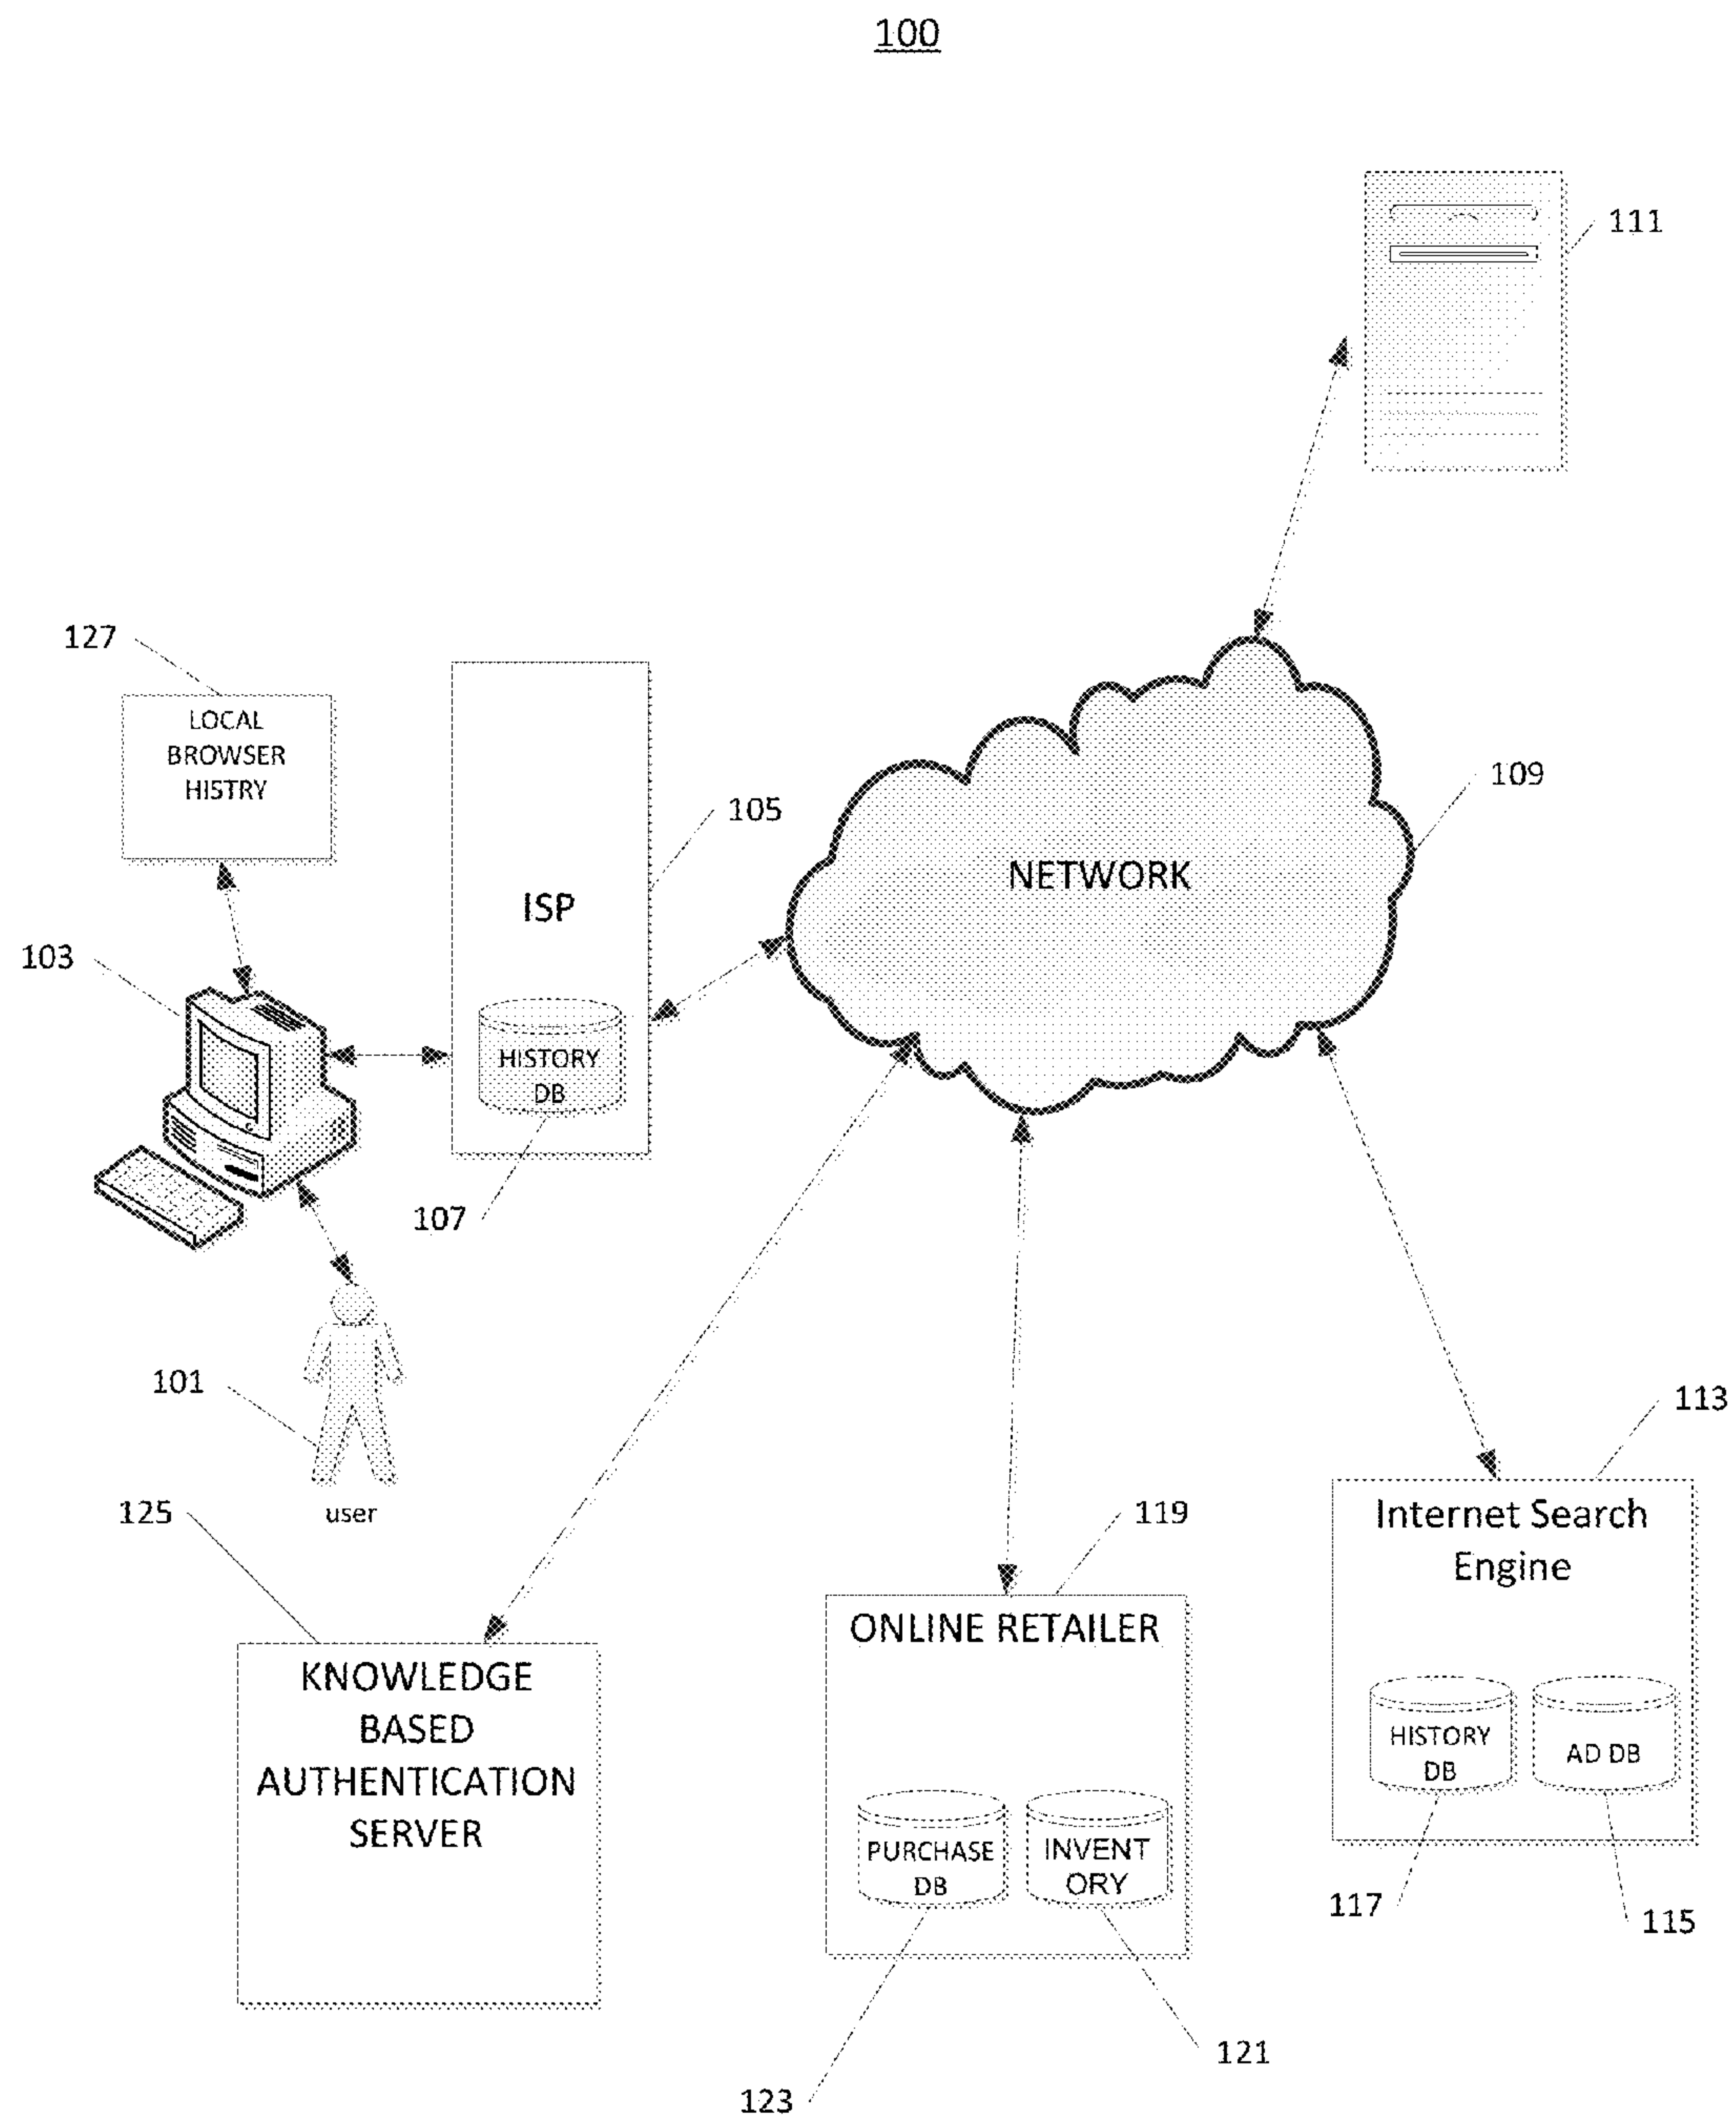 100
111
127
LOCAL
BROWSER
HISTRY
105
109
NETWORK
ISP
103
HISTORY
DB
107
101
user
113
125
119
Internet Search
Engine
ONLINE RETAILER
KNOWLEDGE
BASED
AUTHENTICATION
SERVER
HISTORY
DB
AD DB
PURCHASE
DB
INVENT
ORY
117
115
121
123